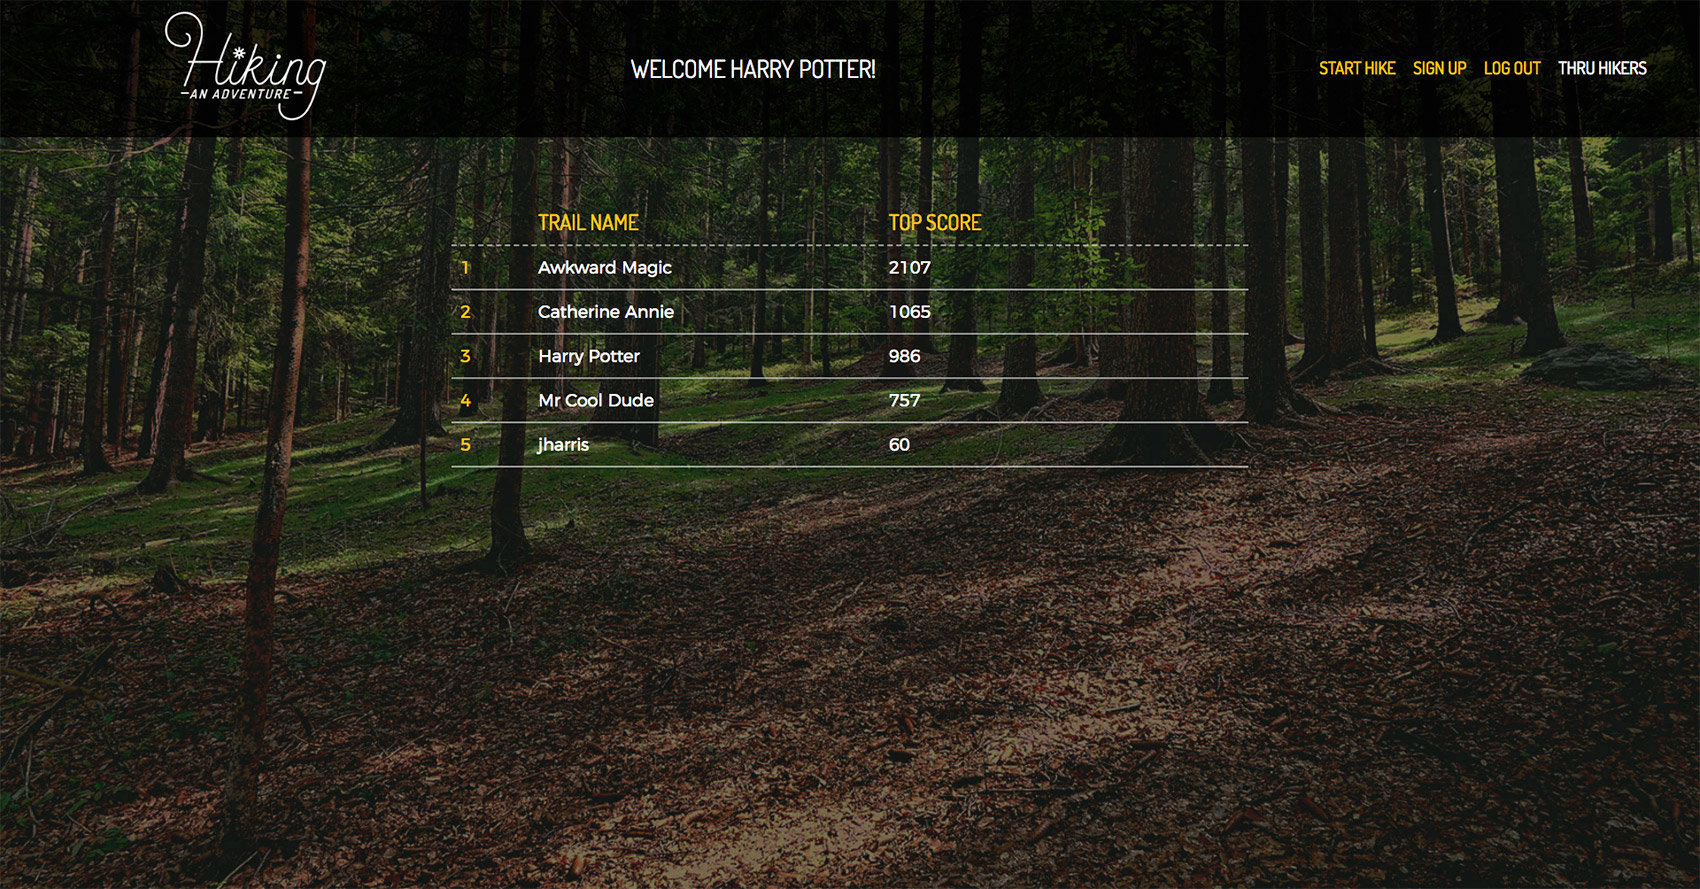 Hiking
-AN ADVENTURE-
WELCOME HARRY POTTER!
START HIKE SIGN UP LOG OUT THRU HIKERS
TRAIL NAME TOP SCORE
1 Awkward Magic 2107
2 Catherine Annie 1065
3 Harry Potter 986
4 Mr Cool Dude 757
5 jharris 60